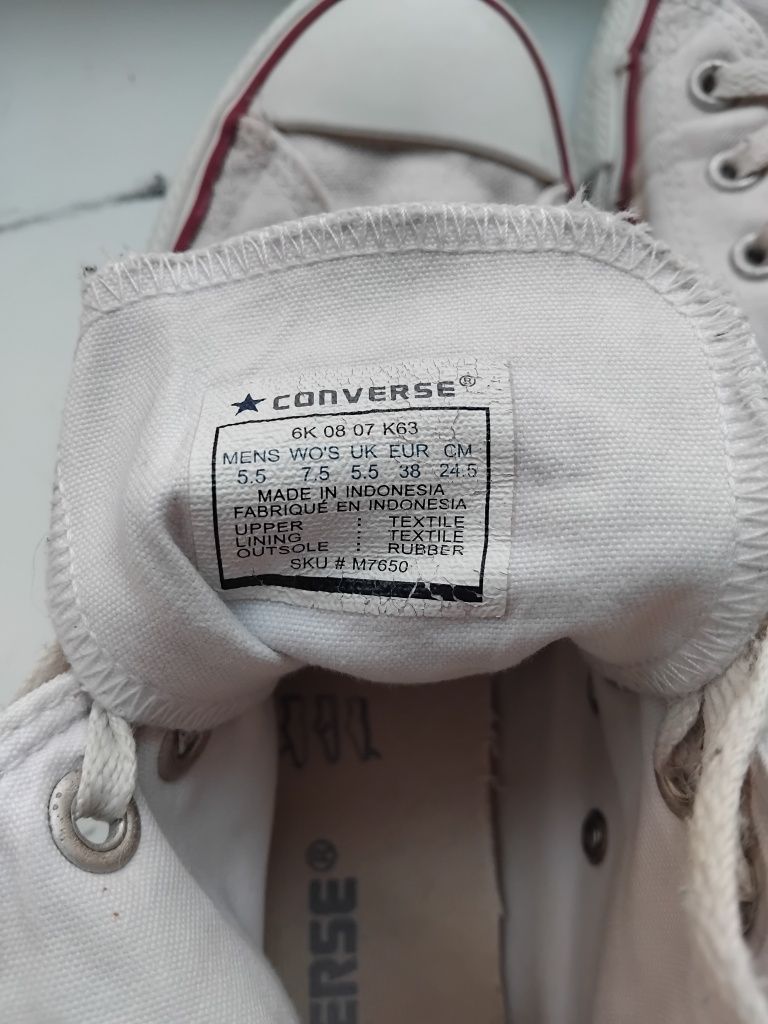 ★ CONVERSE®
6K 08 07 K63
MENS WO'S UK EUR CM
5.5 7.5 5.5 38 24.5
MADE IN INDONESIA
FABRIQUÉ EN INDONESIA
UPPER : TEXTILE
LINING : TEXTILE
OUTSOLE : RUBBER
SKU # M7650
ERSE®